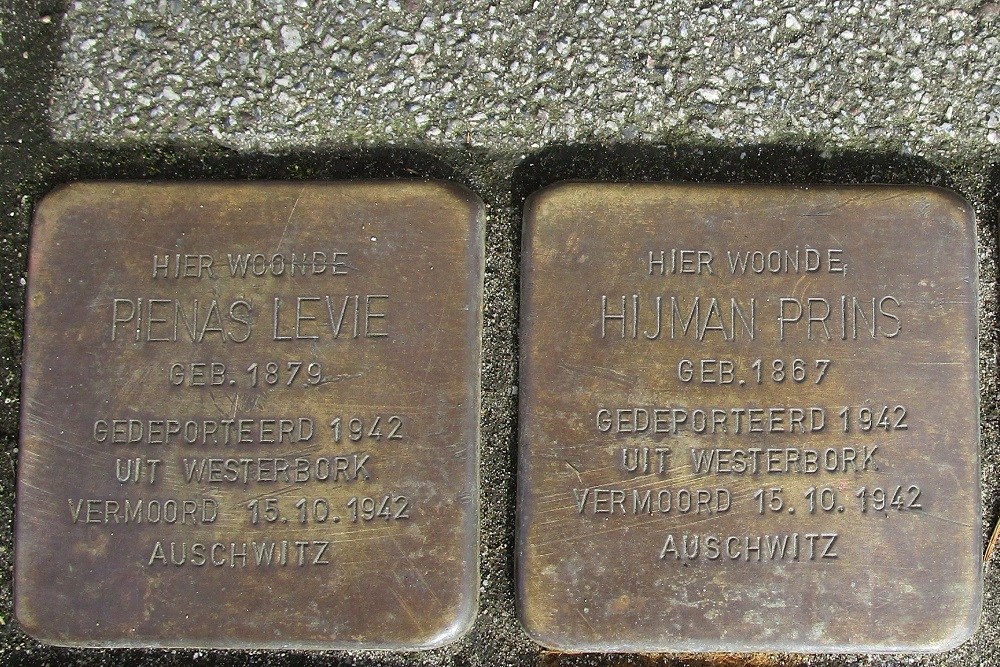 HIER WOONDE
PIENAS LEVIE
GEB. 1879
GEDEPORTEERD 1942
UIT WESTERBORK
VERMOORD 15.10.1942
AUSCHWITZ
HIER WOONDE
HIJMAN PRINS
GEB. 1867
GEDEPORTEERD 1942
UIT WESTERBORK
VERMOORD 15.10.1942
AUSCHWITZ